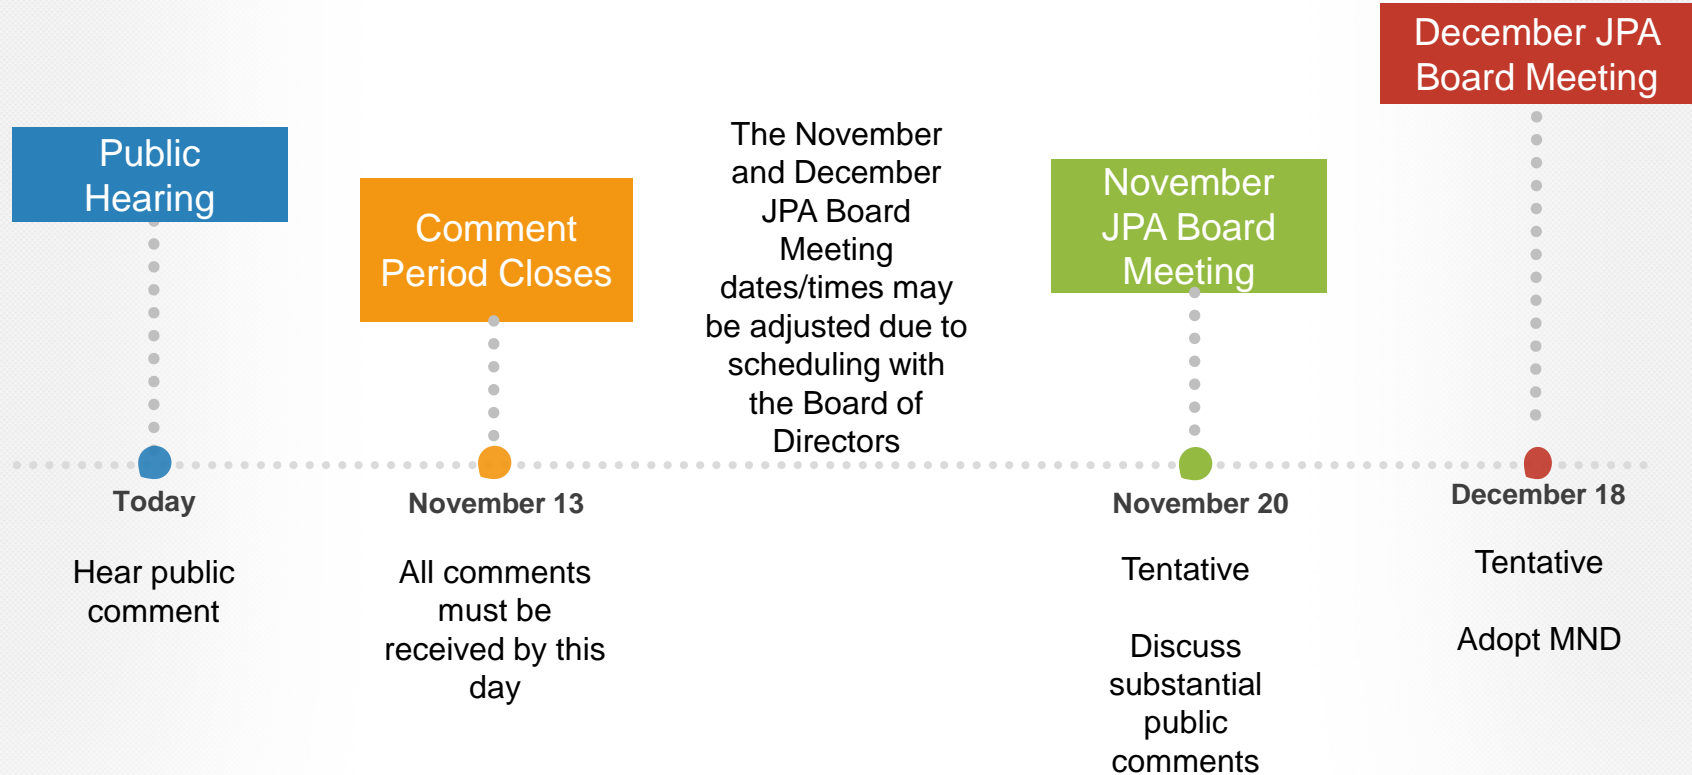 Public
Hearing
Today
Hear public
comment
Comment
Period Closes
November 13
All comments
must be
received by this
day
The November
and December
JPA Board
Meeting
dates/times may
be adjusted due to
scheduling with
the Board of
Directors
November
JPA Board
Meeting
November 20
Tentative
Discuss
substantial
public
comments
December JPA
Board Meeting
December 18
Tentative
Adopt MND